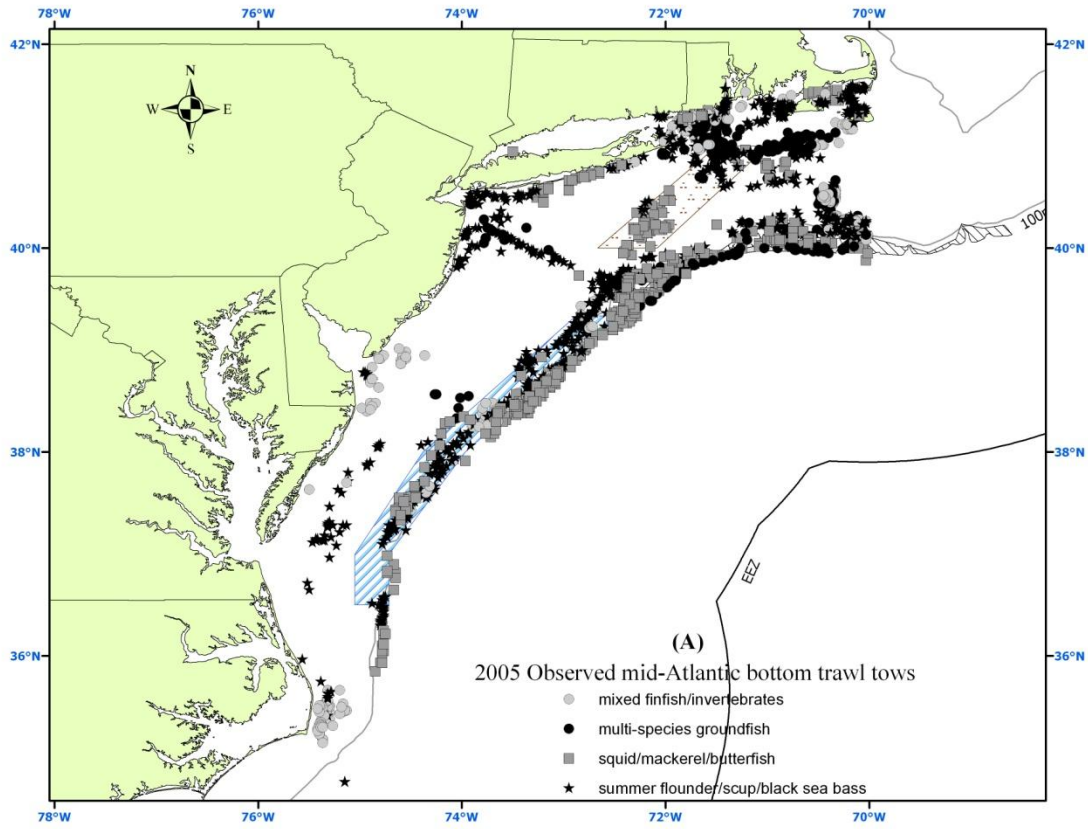 78°W 76°W 74°W 72°W 70°W
42°N 42°N
N
W E
S
40°N 40°N
38°N 38°N
EEZ
36°N 36°N
(A)
2005 Observed mid-Atlantic bottom trawl tows
mixed finfish/invertebrates
multi-species groundfish
squid/mackerel/butterfish
summer flounder/scup/black sea bass
78°W 76°W 74°W 72°W 70°W